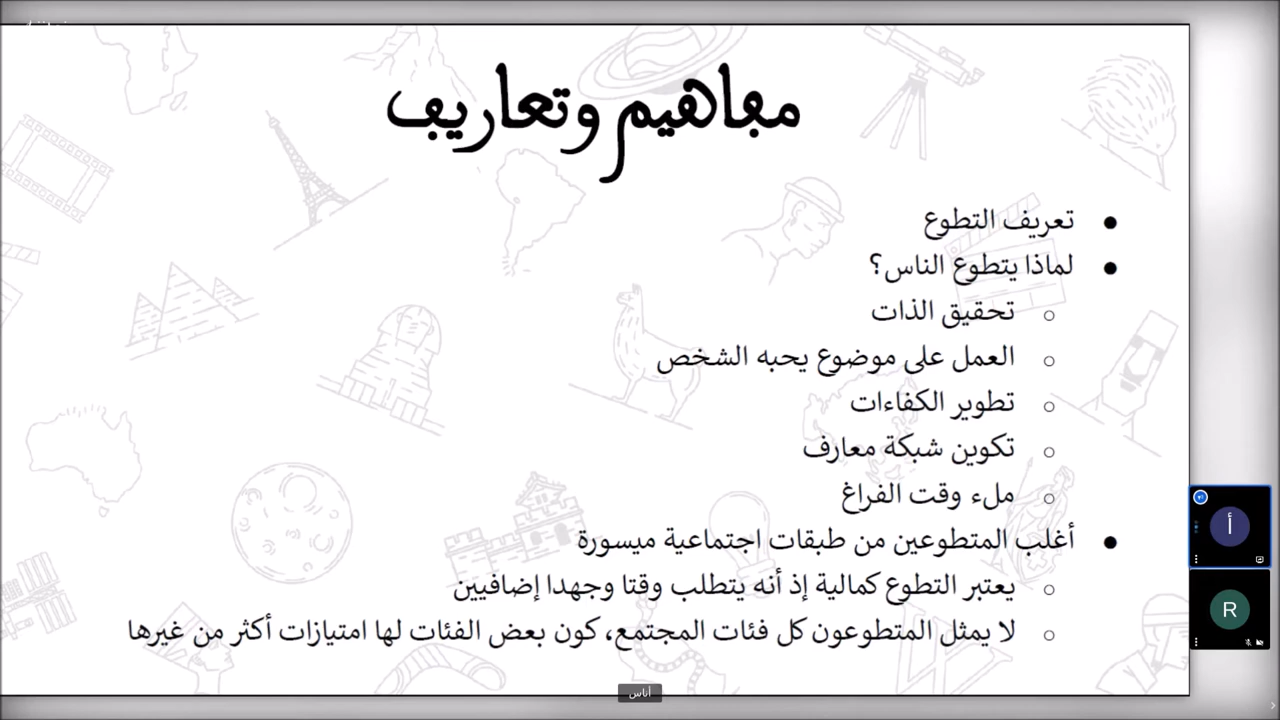 مفاهيم وتعاريف
● تعريف التطوع
● لماذا يتطوع الناس؟
○ تحقيق الذات
○ العمل على موضوع يحبه الشخص
○ تطوير الكفاءات
○ تكوين شبكة معارف
○ ملء وقت الفراغ
● أغلب المتطوعين من طبقات اجتماعية ميسورة
○ يعتبر التطوع كمالية إذ أنه يتطلب وقتا وجهدا إضافيين
○ لا يمثل المتطوعون كل فئات المجتمع، كون بعض الفئات لها امتيازات أكثر من غيرها
أ
R
أناس